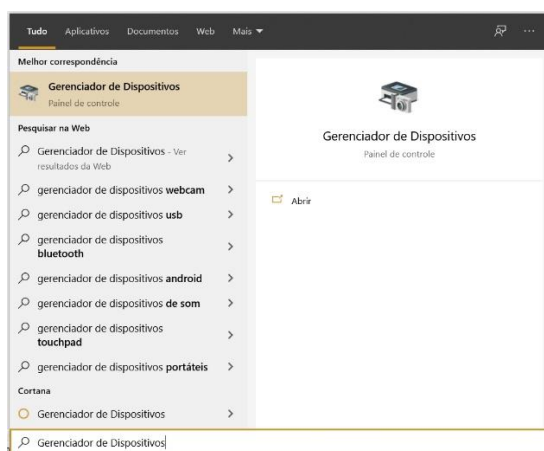 Tudo Aplicativos Documentos Web Mais
Melhor correspondência
Gerenciador de Dispositivos
Painel de controle
Pesquisar na Web
Gerenciador de Dispositivos - Ver
resultados da Web
gerenciador de dispositivos webcam
gerenciador de dispositivos usb
gerenciador de dispositivos
bluetooth
gerenciador de dispositivos android
gerenciador de dispositivos de som
gerenciador de dispositivos
touchpad
gerenciador de dispositivos portáteis
Cortana
Gerenciador de Dispositivos
Gerenciador de Dispositivos
Gerenciador de Dispositivos
Painel de controle
Abrir